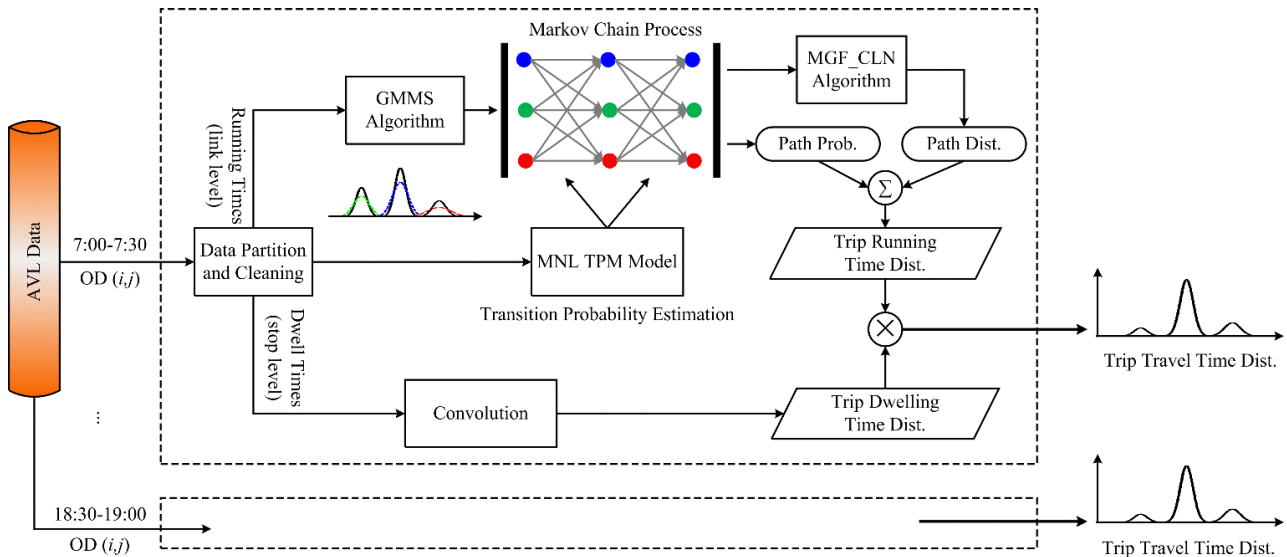 Markov Chain Process
MGF_CLN
Algorithm
GMMS
Algorithm
Running Times
(link level)
Path Prob.
Path Dist.
Σ
AVL Data
7:00-7:30
OD (i,j)
Data Partition
and Cleaning
MNL TPM Model
Trip Running
Time Dist.
Transition Probability Estimation
Dwell Times
(stop level)
×
Trip Travel Time Dist.
Convolution
Trip Dwelling
Time Dist.
...
18:30-19:00
OD (i,j)
Trip Travel Time Dist.